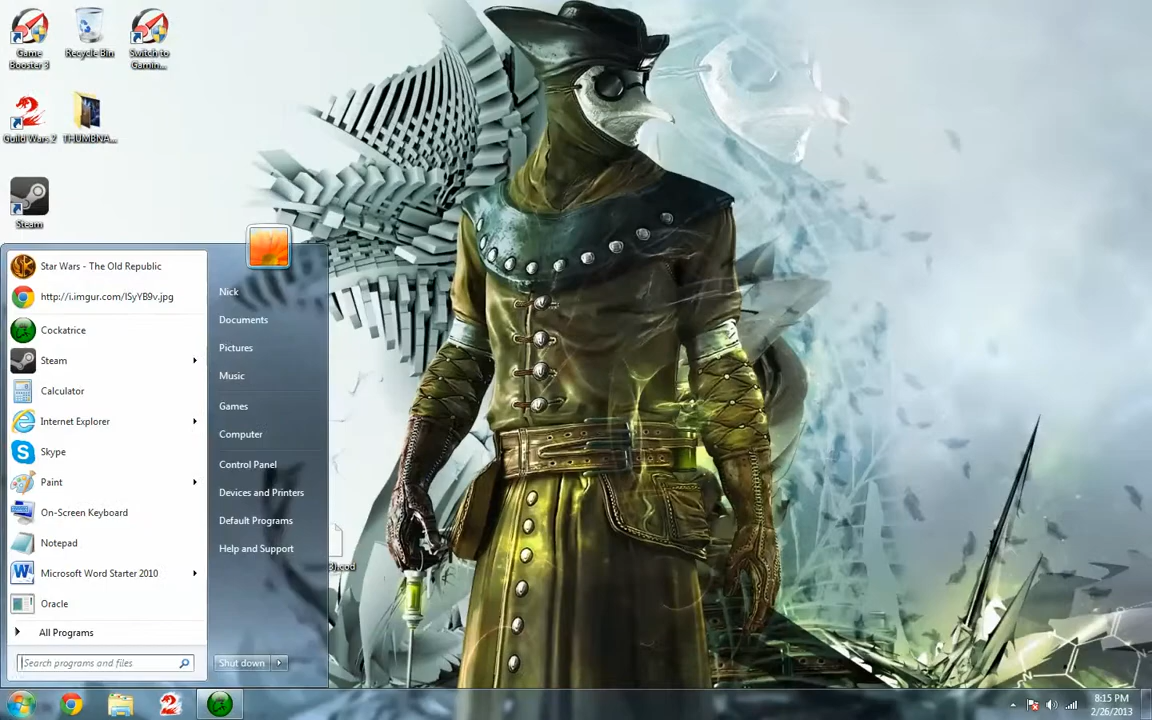 Game
Booster 3
Recycle Bin
Switch to
Gamin...
Guild Wars 2
THUMBNA...
Steam
Star Wars - The Old Republic
http://i.imgur.com/ISyYB9v.jpg
Cockatrice
Steam
Calculator
Internet Explorer
Skype
Paint
On-Screen Keyboard
Notepad
Microsoft Word Starter 2010
Oracle
All Programs
Search programs and files
Nick
Documents
Pictures
Music
Games
Computer
Control Panel
Devices and Printers
Default Programs
Help and Support
Shut down
3).cod
8:15 PM
2/26/2013